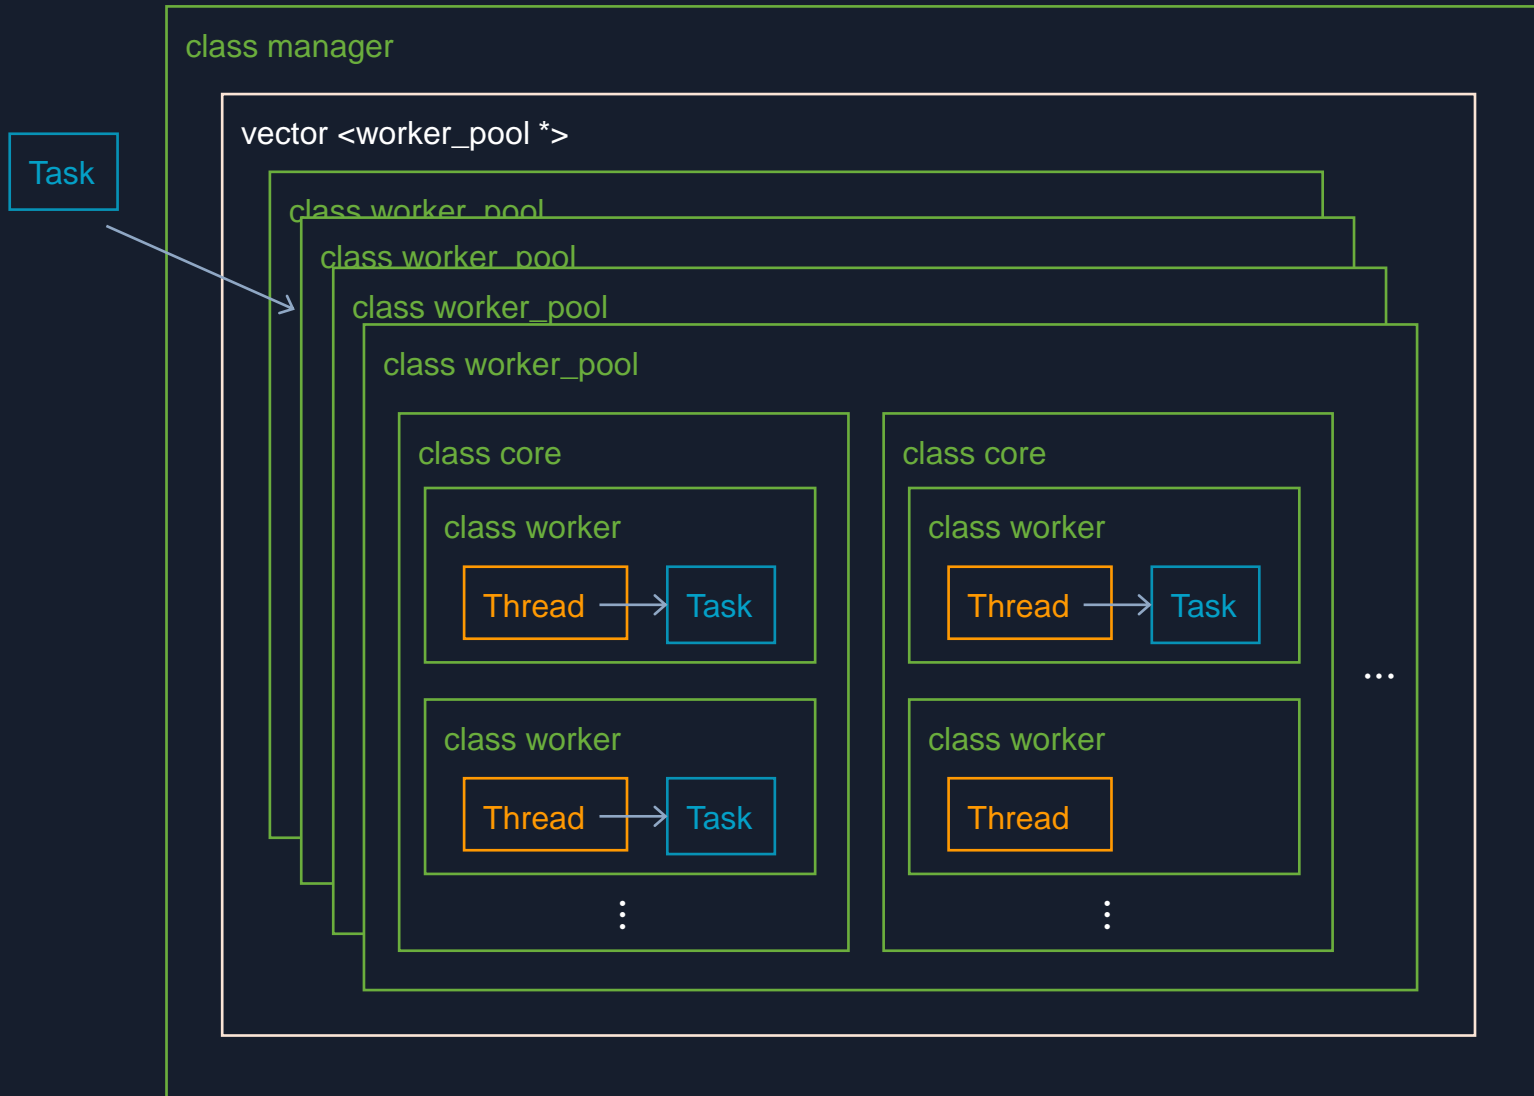 class manager
vector <worker_pool *>
Task
class worker_pool
class worker_pool
class worker_pool
class worker_pool
class core
class core
class worker
class worker
Thread
Task
Thread
Task
...
class worker
class worker
Thread
Task
Thread